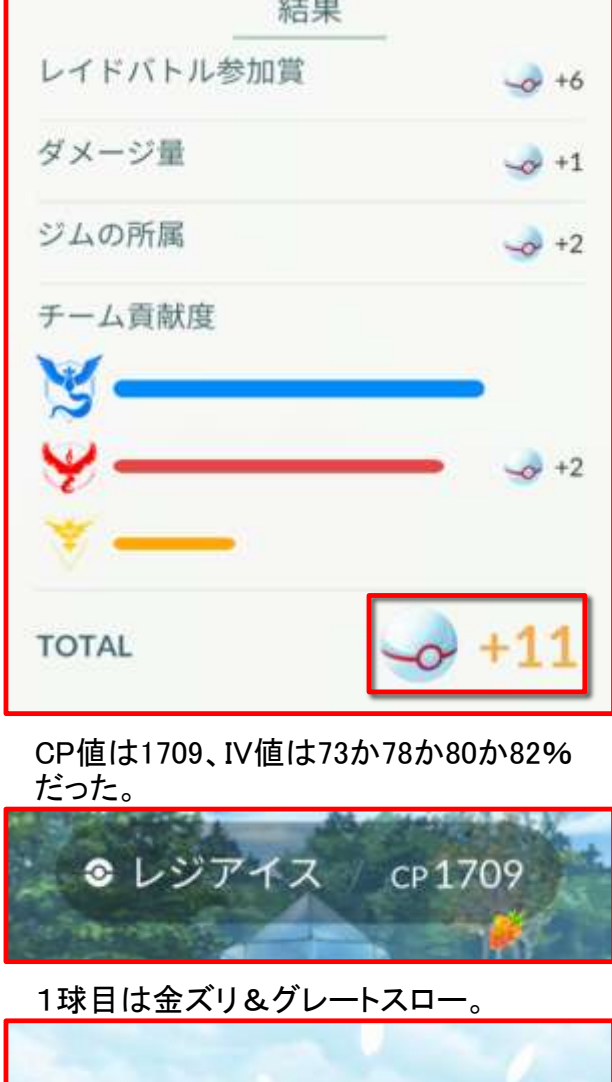 結果
レイドバトル参加賞 +6
ダメージ量 +1
ジムの所属 +2
チーム貢献度
+2
TOTAL +11
CP値は1709、IV値は73か78か80か82%
だった。
レジアイス / CP1709
1球目は金ズリ&グレートスロー。